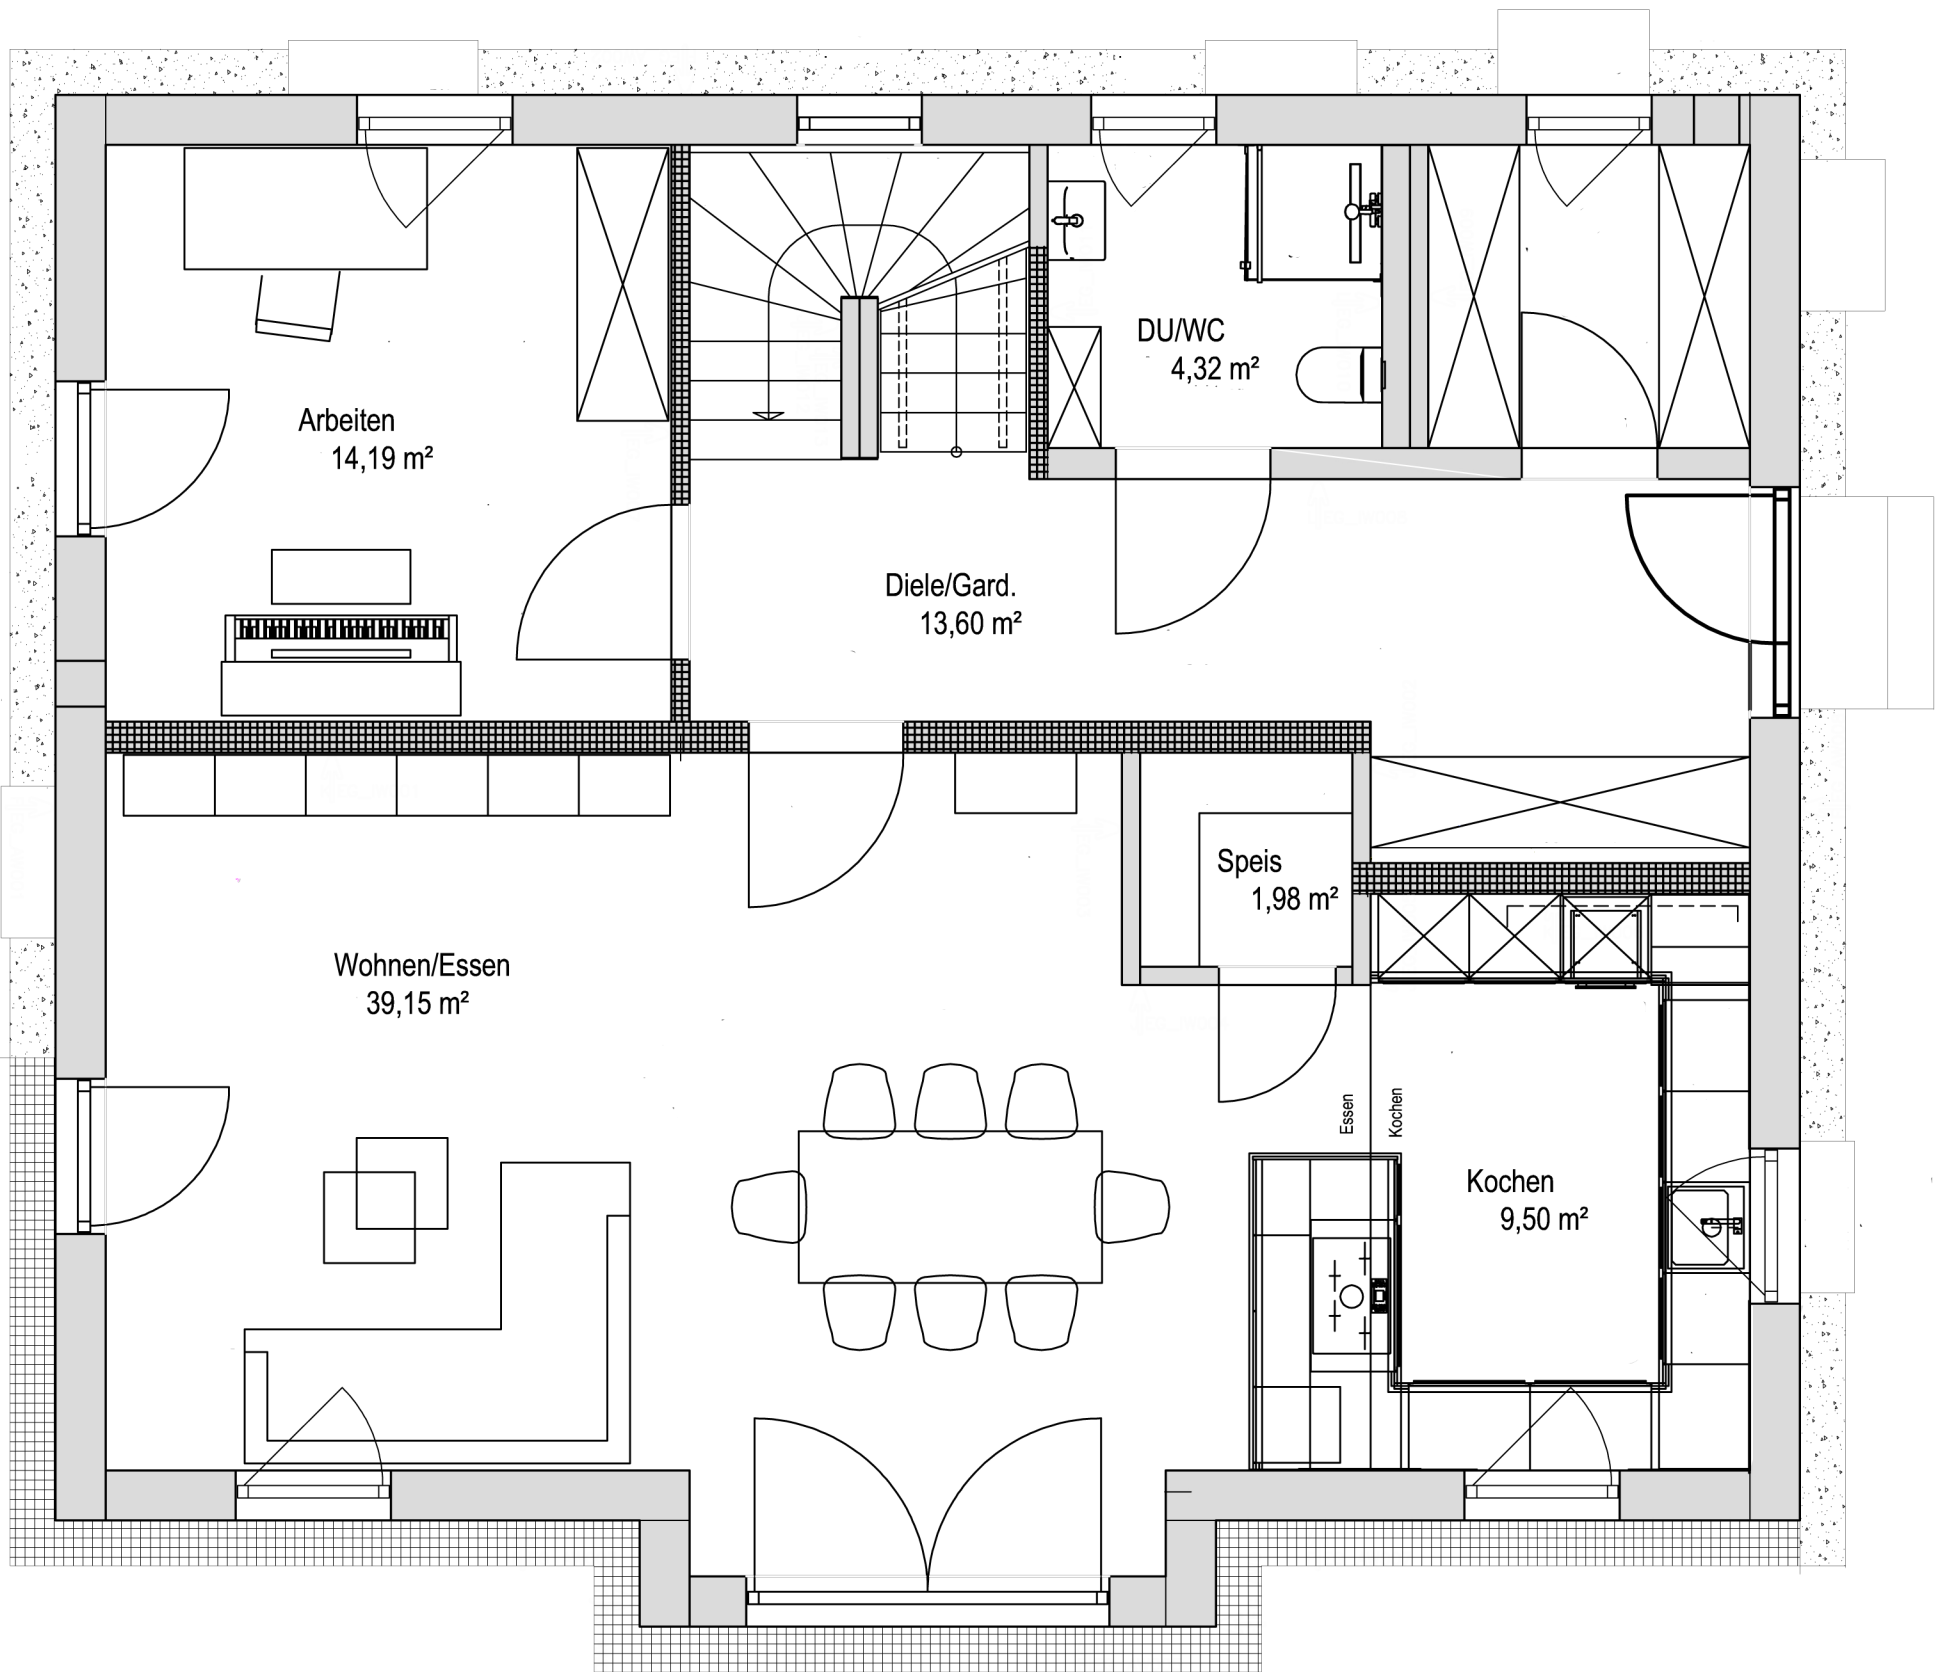 DU/WC
4,32 m²
Arbeiten
14,19 m²
Diele/Gard.
13,60 m²
Speis
1,98 m²
Wohnen/Essen
39,15 m²
Essen
Kochen
Kochen
9,50 m²